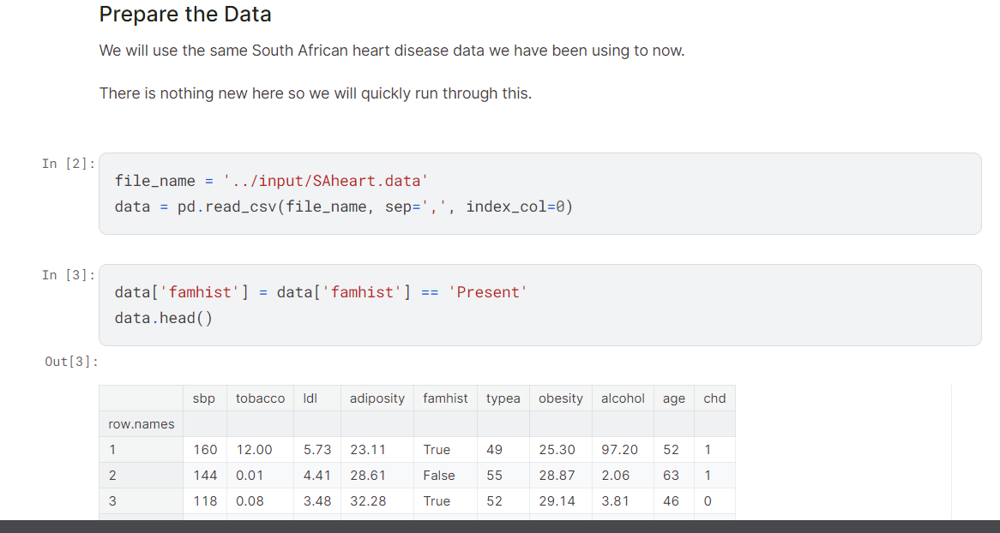 Prepare the Data
We will use the same South African heart disease data we have been using to now.
There is nothing new here so we will quickly run through this.
In [2]:
file_name = '../input/SAheart.data'
data = pd.read_csv(file_name, sep=',', index_col=0)
In [3]:
data['famhist'] = data['famhist'] == 'Present'
data.head()
Out[3]:
sbp tobacco ldl adiposity famhist typea obesity alcohol age chd
row.names
1 160 12.00 5.73 23.11 True 49 25.30 97.20 52 1
2 144 0.01 4.41 28.61 False 55 28.87 2.06 63 1
3 118 0.08 3.48 32.28 True 52 29.14 3.81 46 0